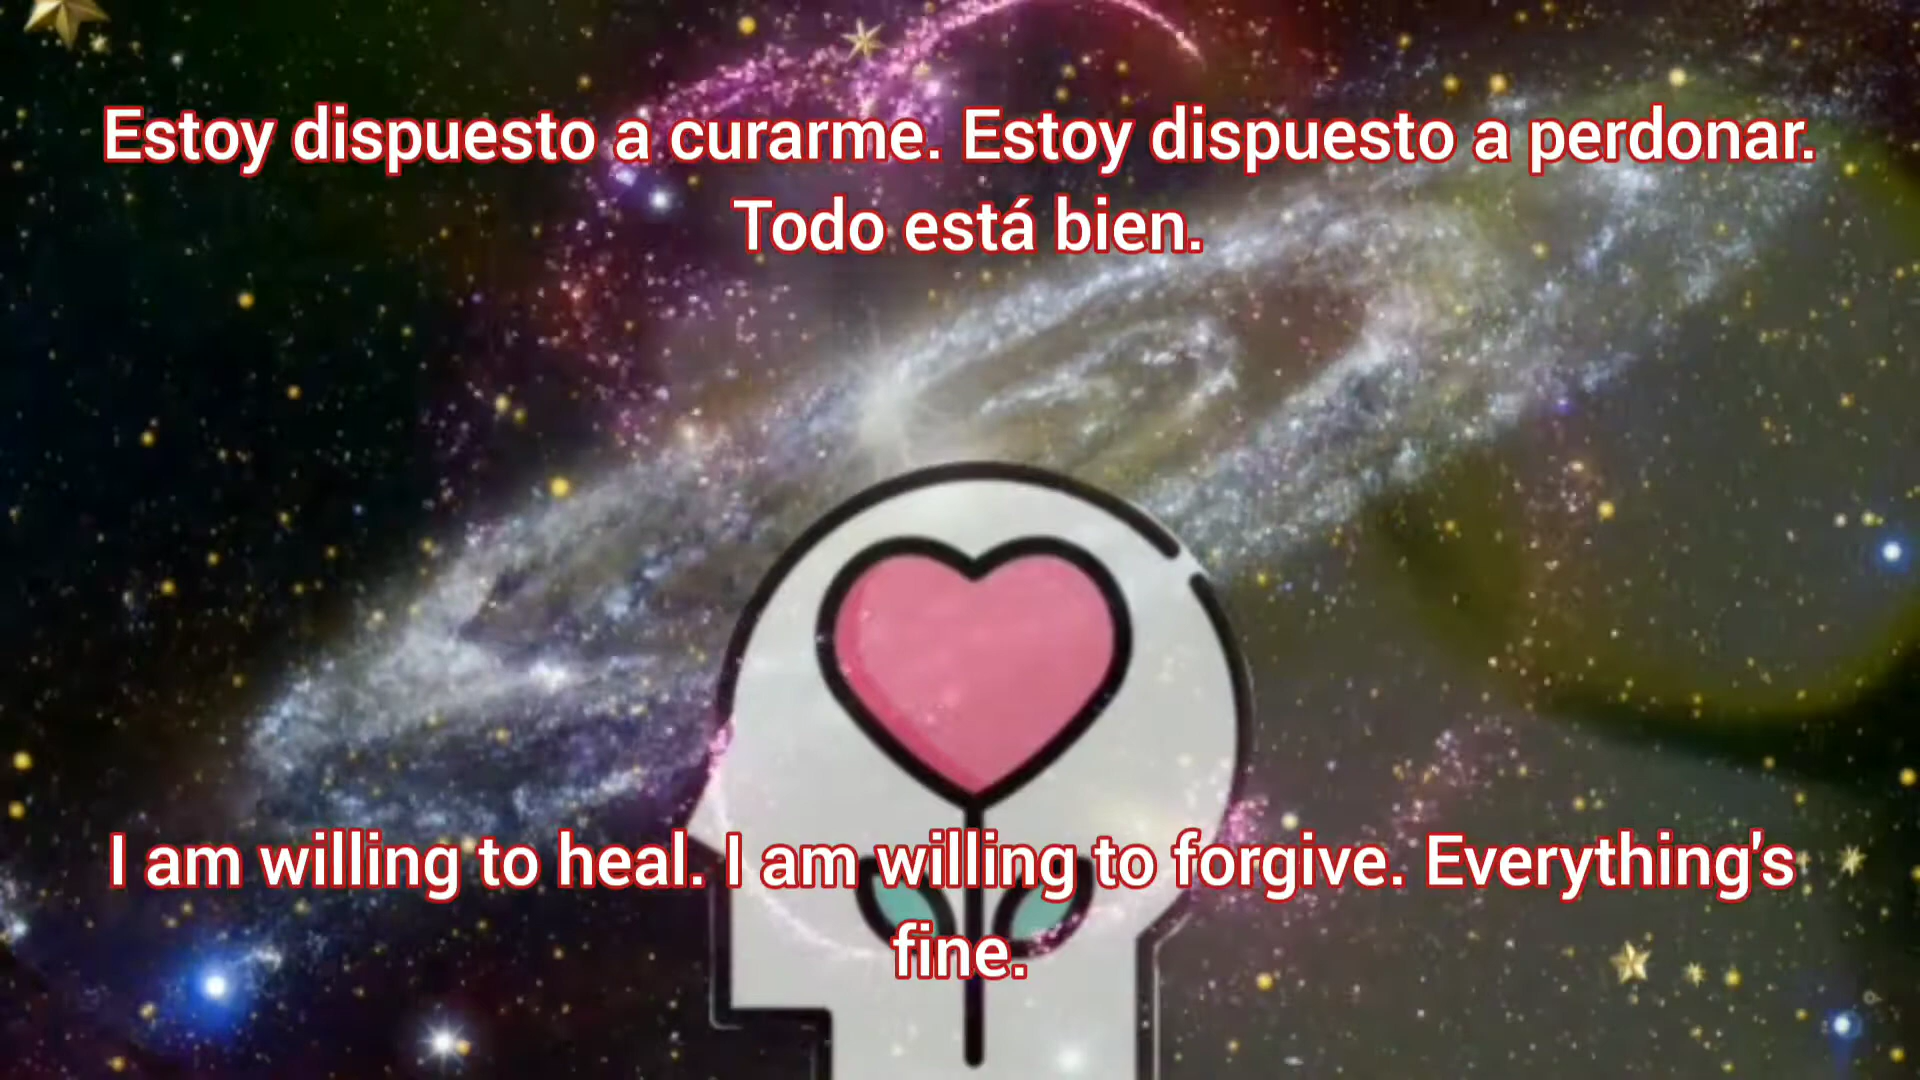 Estoy dispuesto a curarme. Estoy dispuesto a perdonar.
Todo está bien.
I am willing to heal. I am willing to forgive. Everything's
fine.